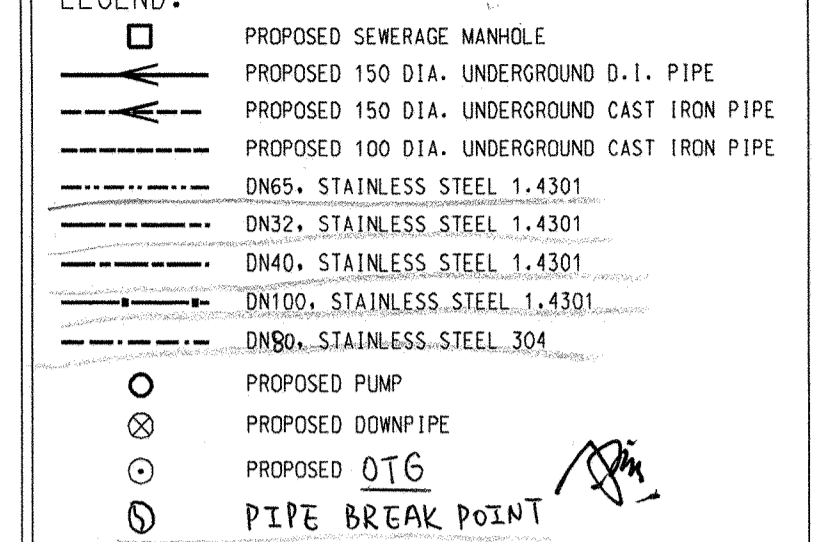 LEGEND:
PROPOSED SEWERAGE MANHOLE
PROPOSED 150 DIA. UNDERGROUND D.I. PIPE
PROPOSED 150 DIA. UNDERGROUND CAST IRON PIPE
PROPOSED 100 DIA. UNDERGROUND CAST IRON PIPE
DN65, STAINLESS STEEL 1.4301
DN32, STAINLESS STEEL 1.4301
DN40, STAINLESS STEEL 1.4301
DN100, STAINLESS STEEL 1.4301
DN80, STAINLESS STEEL 304
PROPOSED PUMP
PROPOSED DOWNPIPE
PROPOSED OTG
PIPE BREAK POINT